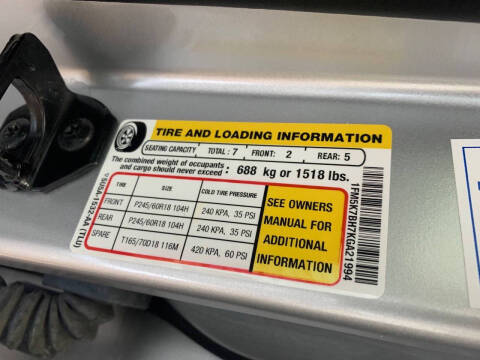 TIRE AND LOADING INFORMATION
SEATING CAPACITY TOTAL : 7 FRONT: 2 REAR: 5
The combined weight of occupants
and cargo should never exceed : 688 kg or 1518 lbs.
TIRE SIZE COLD TIRE PRESSURE
FRONT P245/60R18 104H 240 KPA, 35 PSI
REAR P245/60R18 104H 240 KPA, 35 PSI
SPARE T165/70D18 116M 420 KPA, 60 PSI
SEE OWNERS
MANUAL FOR
ADDITIONAL
INFORMATION
1FM5K7BH7KGA21994